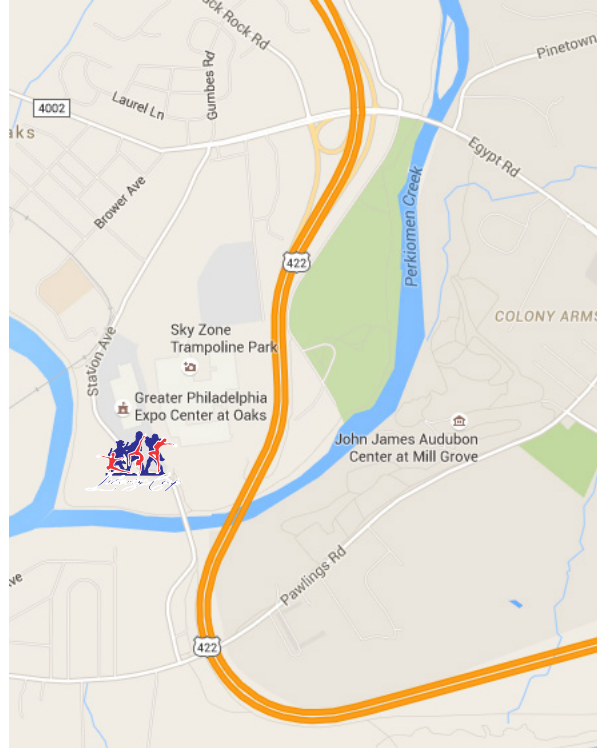 ck Rock Rd
Pinetown
Gumbes Rd
Laurel Ln
4002
aks
Egypt Rd
Brower Ave
Perkiomen Creek
422
COLONY ARMS
Station Ave
Sky Zone
Trampoline Park
Greater Philadelphia
Expo Center at Oaks
John James Audubon
Center at Mill Grove
Pawlings Rd
ve
422